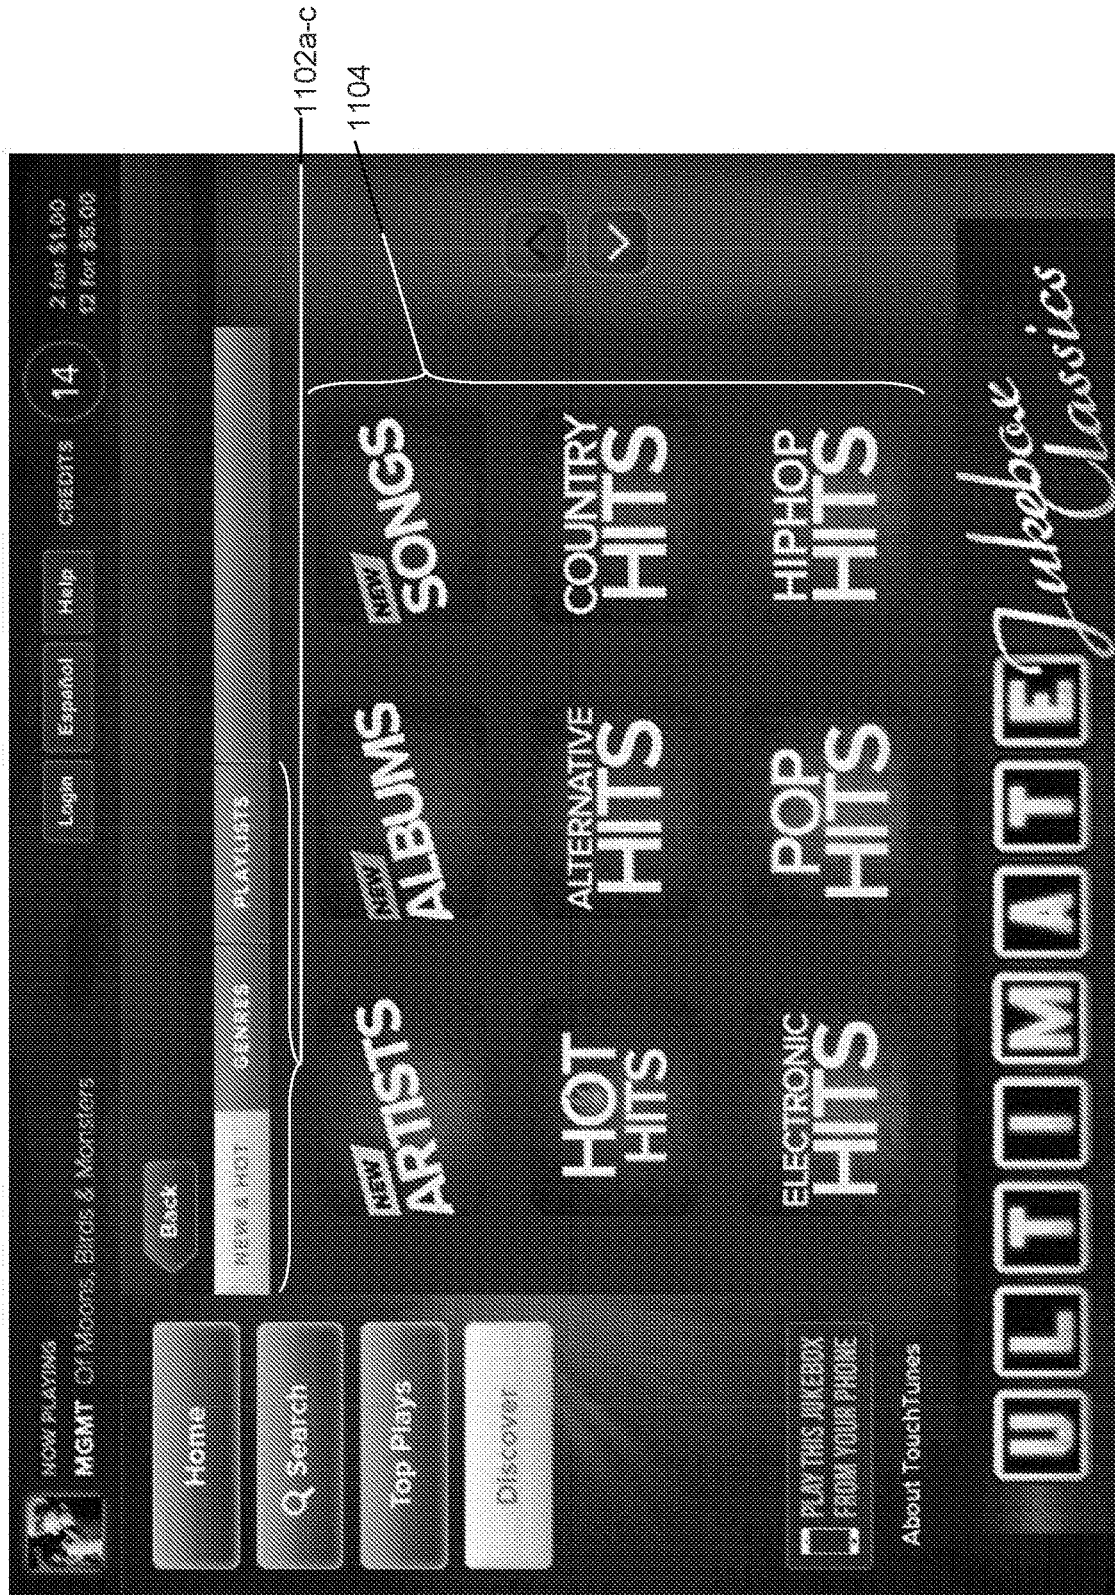 NOW PLAYING
MGMT Of Moons, Birds & Monsters
Login
Español
Help
CREDITS
14
2 for $1.00
12 for $5.00
Back
Home
Search
Top Plays
Discover
NEW & HOT
GENRES
PLAYLISTS
1102a-c
1104
NEW
ARTISTS
NEW
ALBUMS
NEW
SONGS
HOT
HITS
ALTERNATIVE
HITS
COUNTRY
HITS
ELECTRONIC
HITS
POP
HITS
HIPHOP
HITS
PLAY THIS JUKEBOX
FROM YOUR PHONE
About TouchTunes
ULTIMATE Jukebox
Classics